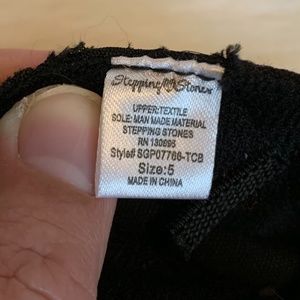 Stepping Stones
UPPER:TEXTILE
SOLE: MAN MADE MATERIAL
STEPPING STONES
RN 130695
Style# SGP07766-TCB
Size:5
MADE IN CHINA